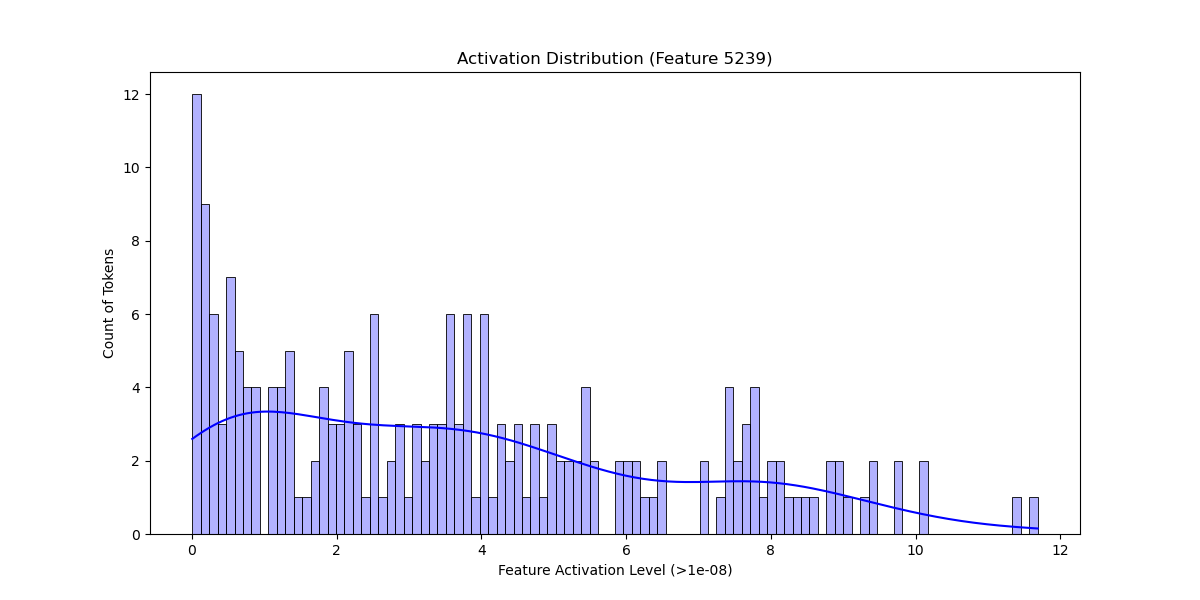 Activation Distribution (Feature 5239)
12
10
8
6
4
2
0
Count of Tokens
0 2 4 6 8 10 12
Feature Activation Level (>1e-08)